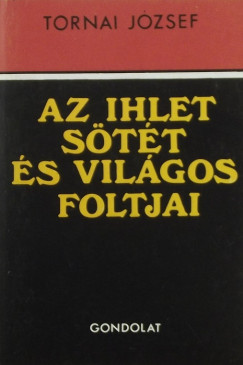 TORNAI JÓZSEF
AZ IHLET
SÖTÉT
ÉS VILÁGOS
FOLTJAI
GONDOLAT